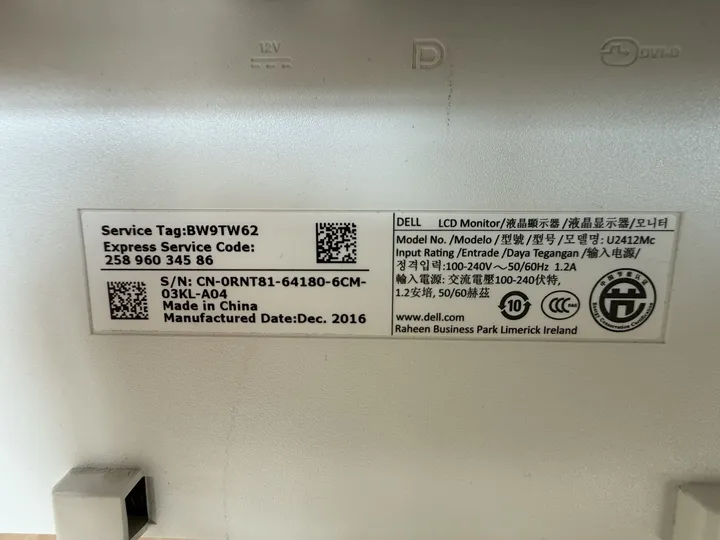 12V
DVI-D
Service Tag:BW9TW62
Express Service Code:
258 960 345 86
S/N: CN-0RNT81-64180-6CM-
03KL-A04
Made in China
Manufactured Date:Dec. 2016
DELL LCD Monitor/液晶顯示器/液晶显示器/모니터
Model No. /Modelo /型號/型号/모델명: U2412Mc
Input Rating /Entrade /Daya Tegangan /输入电源/
정격입력:100-240V～50/60Hz 1.2A
輸入電源: 交流電壓100-240伏特,
1.2安培, 50/60赫茲
10
CCC
www.dell.com
Raheen Business Park Limerick Ireland
Energy Conservation Certification